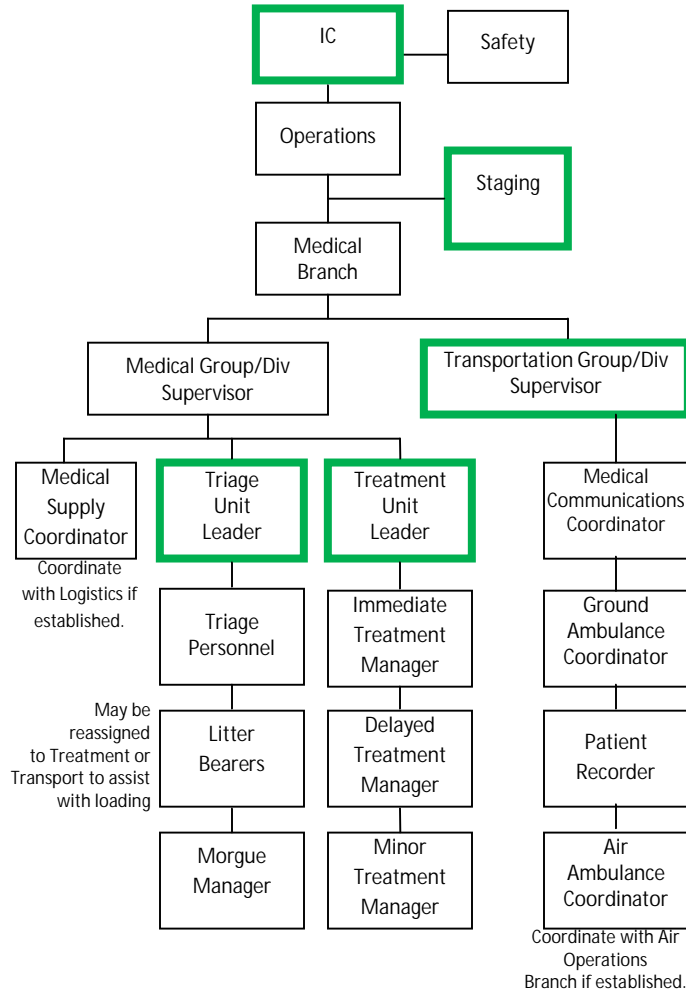 IC
Safety
Operations
Staging
Medical
Branch
Medical Group/Div
Supervisor
Transportation Group/Div
Supervisor
Medical
Supply
Coordinator
Coordinate
with Logistics if
established.
Triage
Unit
Leader
Treatment
Unit
Leader
Medical
Communications
Coordinator
Triage
Personnel
Immediate
Treatment
Manager
Ground
Ambulance
Coordinator
May be
reassigned
to Treatment or
Transport to assist
with loading
Litter
Bearers
Delayed
Treatment
Manager
Patient
Recorder
Morgue
Manager
Minor
Treatment
Manager
Air
Ambulance
Coordinator
Coordinate with Air
Operations
Branch if established.